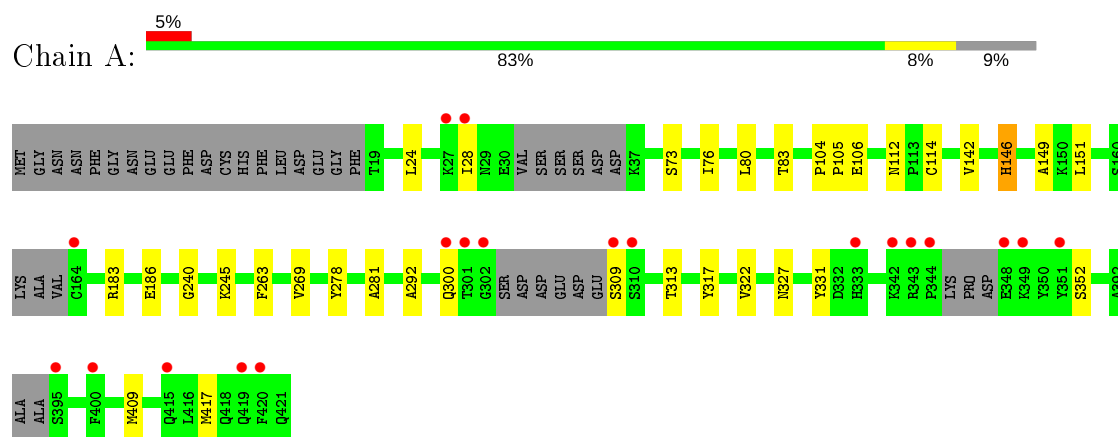 5%
Chain A:
83% 8% 9%
MET GLY ASN ASN PHE GLY ASN GLU GLU PHE ASP CYS HIS PHE LEU ASP GLU GLY PHE T19 L24 K27 I28 N29 E30 VAL SER SER SER ASP ASP K37 S73 I76 L80 T83 P104 P105 E106 N112 P113 C114 V142 H146 A149 K150 L151 S160
LYS ALA VAL C164 R183 E186 G240 K245 F263 V269 Y278 A281 A292 Q300 T301 G302 SER ASP ASP GLU ASP GLU S309 S310 T313 Y317 V322 N327 Y331 D332 H333 K342 R343 P344 LYS PRO ASP E348 K349 Y350 Y351 S352
ALA ALA S395 F400 M409 Q415 L416 M417 Q418 Q419 F420 Q421